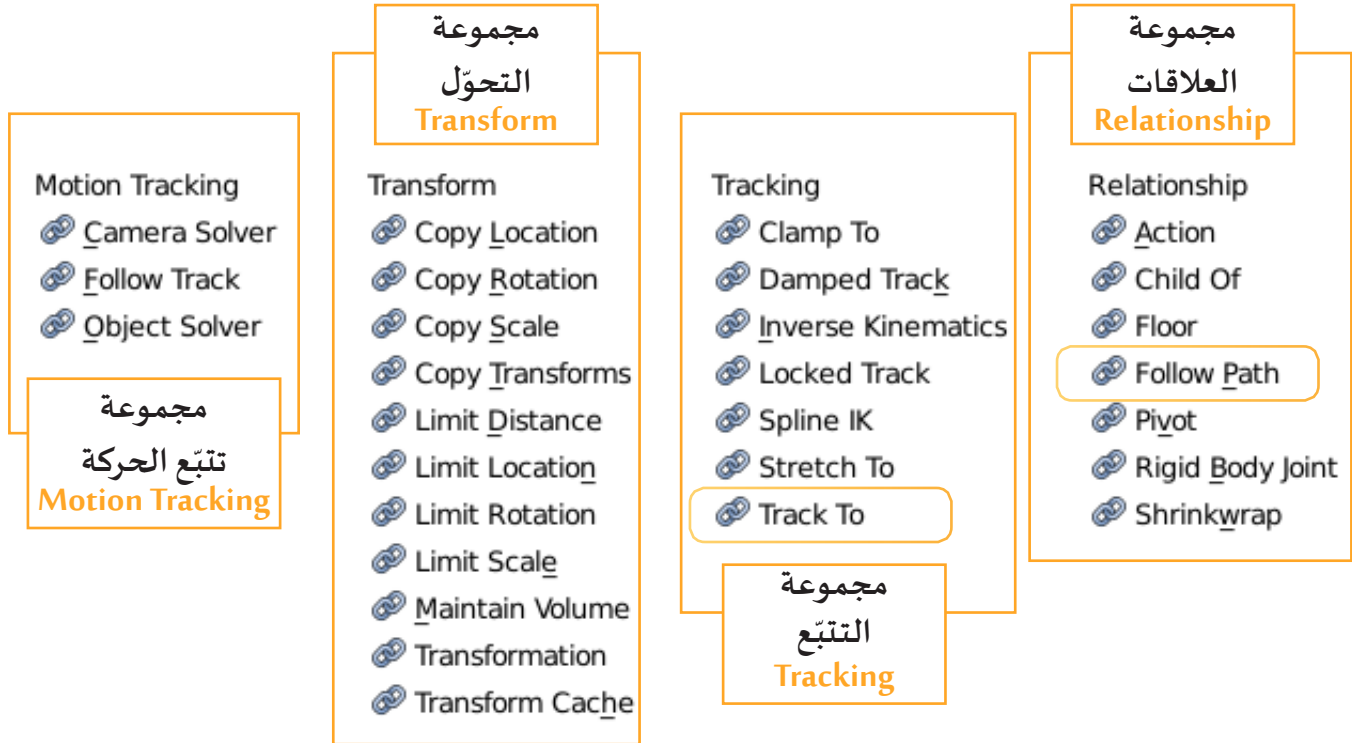 Motion Tracking
Camera Solver
Follow Track
Object Solver
مجموعة
تتبّع الحركة
Motion Tracking
مجموعة
التحوّل
Transform
Transform
Copy Location
Copy Rotation
Copy Scale
Copy Transforms
Limit Distance
Limit Location
Limit Rotation
Limit Scale
Maintain Volume
Transformation
Transform Cache
Tracking
Clamp To
Damped Track
Inverse Kinematics
Locked Track
Spline IK
Stretch To
Track To
مجموعة
التتبّع
Tracking
مجموعة
العلاقات
Relationship
Relationship
Action
Child Of
Floor
Follow Path
Pivot
Rigid Body Joint
Shrinkwrap